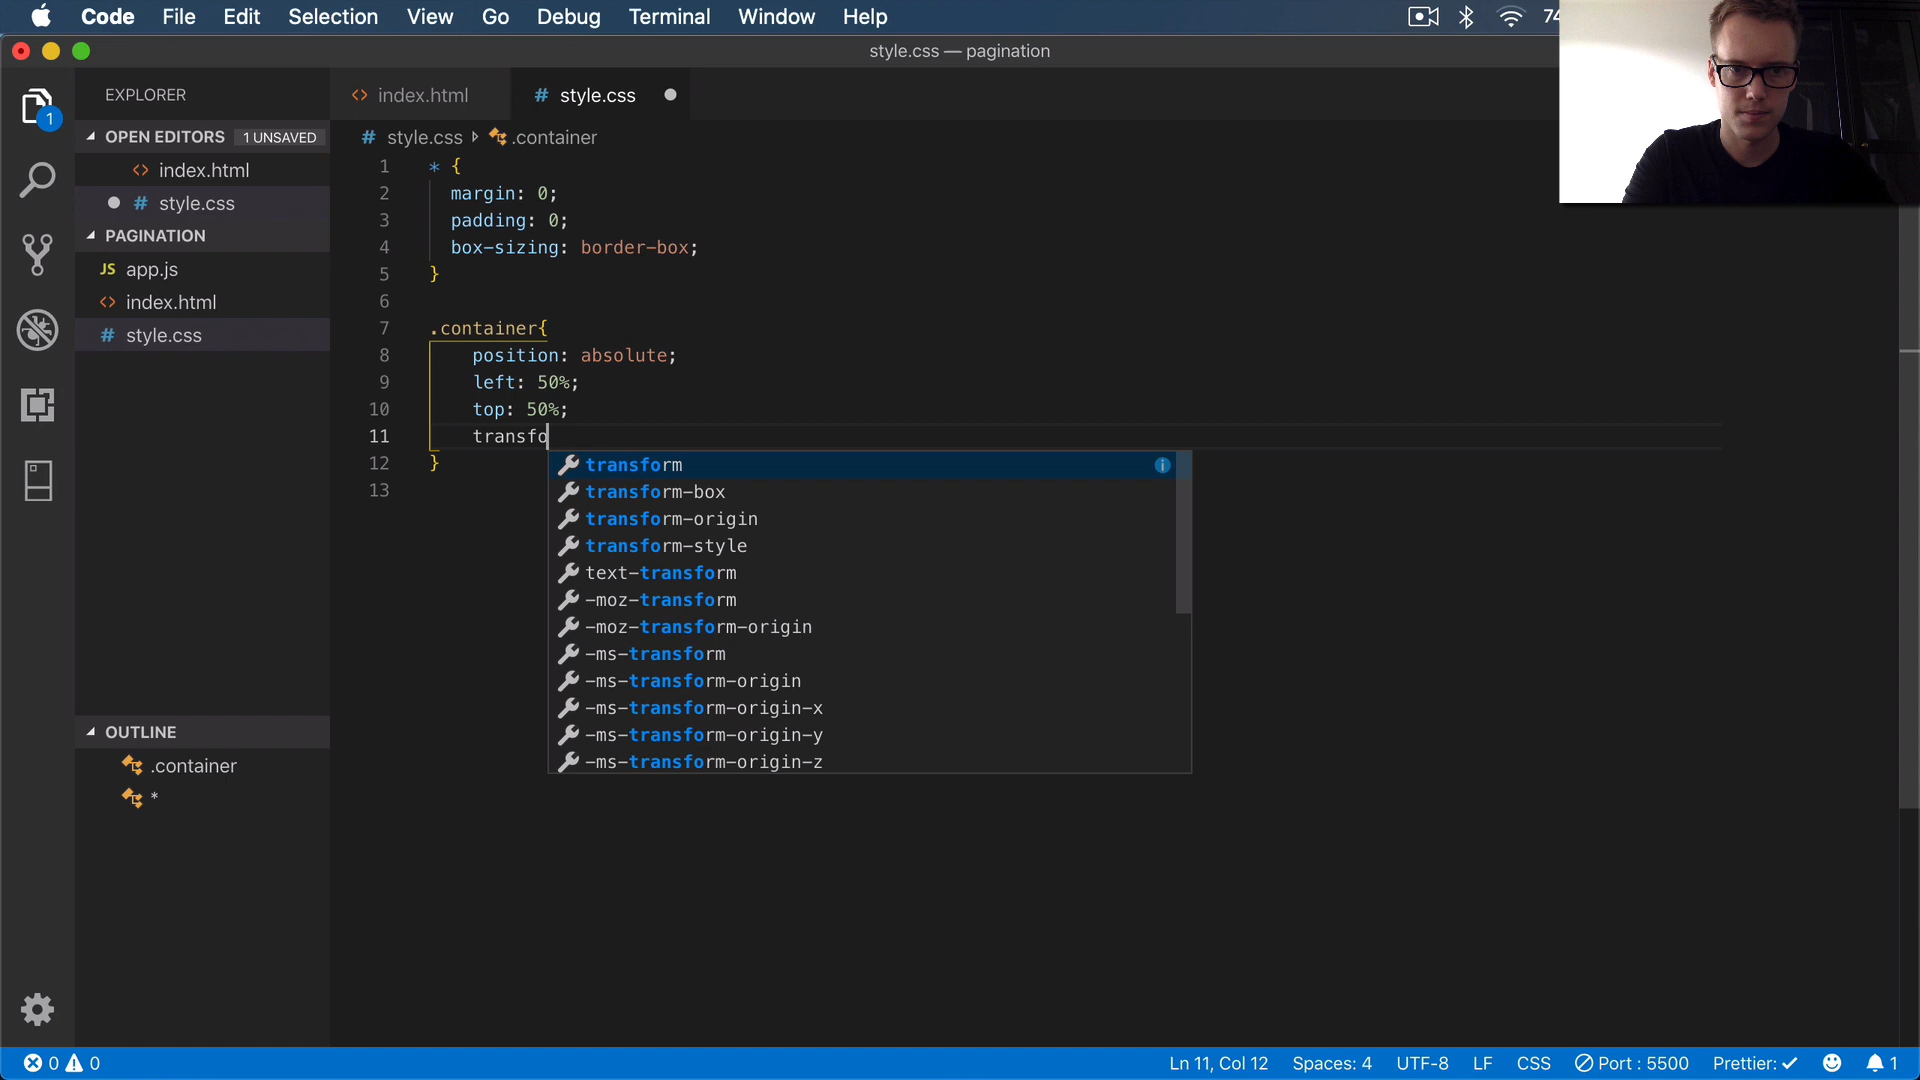 Code File Edit Selection View Go Debug Terminal Window Help
style.css — pagination
EXPLORER
index.html
style.css
OPEN EDITORS 1 UNSAVED
index.html
style.css
PAGINATION
JS app.js
index.html
style.css
OUTLINE
.container
*
style.css .container
1 * {
2 margin: 0;
3 padding: 0;
4 box-sizing: border-box;
5 }
6
7 .container{
8 position: absolute;
9 left: 50%;
10 top: 50%;
11 transfo
12 }
13
transform
transform-box
transform-origin
transform-style
text-transform
-moz-transform
-moz-transform-origin
-ms-transform
-ms-transform-origin
-ms-transform-origin-x
-ms-transform-origin-y
-ms-transform-origin-z
1
0 0 Ln 11, Col 12 Spaces: 4 UTF-8 LF CSS Port : 5500 Prettier: 1